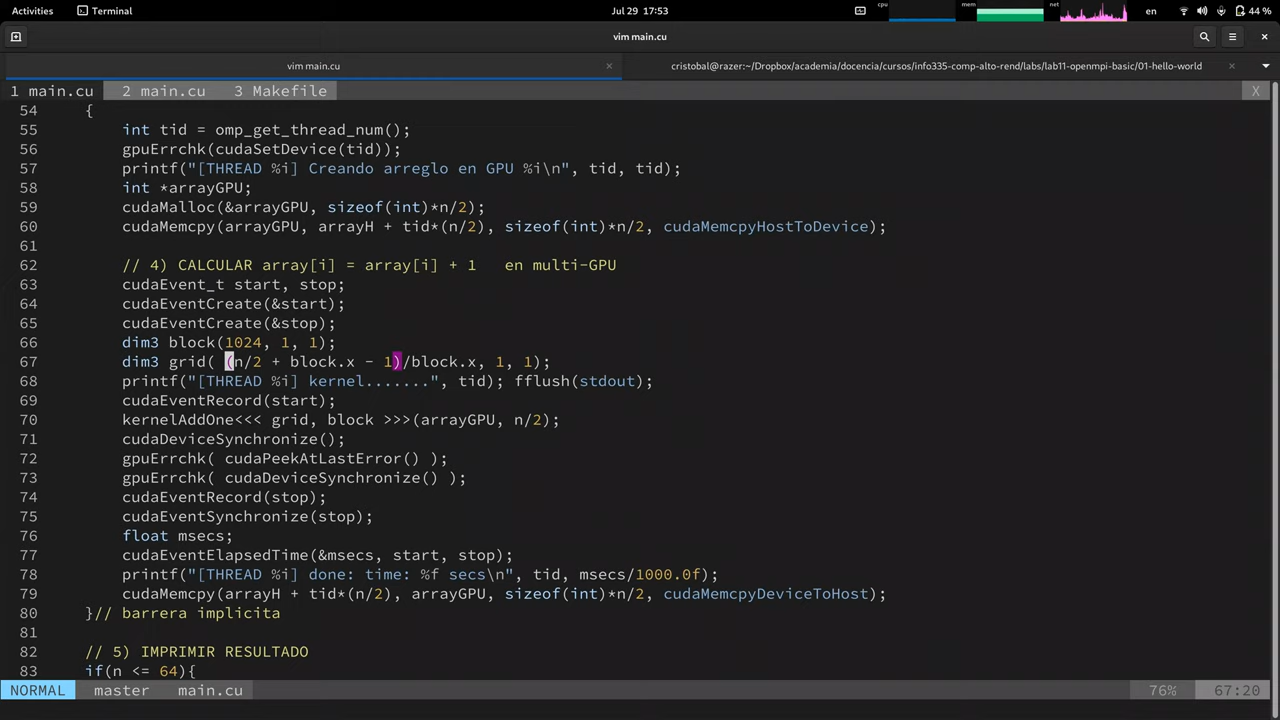 Activities Terminal Jul 29 17:53 cpu mem net en 44 %
vim main.cu
vim main.cu × cristobal@razer:~/Dropbox/academia/docencia/cursos/info335-comp-alto-rend/labs/lab11-openmpi-basic/01-hello-world ×
1 main.cu 2 main.cu 3 Makefile X
54 {
55 int tid = omp_get_thread_num();
56 gpuErrchk(cudaSetDevice(tid));
57 printf("[THREAD %i] Creando arreglo en GPU %i\n", tid, tid);
58 int *arrayGPU;
59 cudaMalloc(&arrayGPU, sizeof(int)*n/2);
60 cudaMemcpy(arrayGPU, arrayH + tid*(n/2), sizeof(int)*n/2, cudaMemcpyHostToDevice);
61
62 // 4) CALCULAR array[i] = array[i] + 1 en multi-GPU
63 cudaEvent_t start, stop;
64 cudaEventCreate(&start);
65 cudaEventCreate(&stop);
66 dim3 block(1024, 1, 1);
67 dim3 grid( (n/2 + block.x - 1)/block.x, 1, 1);
68 printf("[THREAD %i] kernel.......", tid); fflush(stdout);
69 cudaEventRecord(start);
70 kernelAddOne<<< grid, block >>>(arrayGPU, n/2);
71 cudaDeviceSynchronize();
72 gpuErrchk( cudaPeekAtLastError() );
73 gpuErrchk( cudaDeviceSynchronize() );
74 cudaEventRecord(stop);
75 cudaEventSynchronize(stop);
76 float msecs;
77 cudaEventElapsedTime(&msecs, start, stop);
78 printf("[THREAD %i] done: time: %f secs\n", tid, msecs/1000.0f);
79 cudaMemcpy(arrayH + tid*(n/2), arrayGPU, sizeof(int)*n/2, cudaMemcpyDeviceToHost);
80 }// barrera implicita
81
82 // 5) IMPRIMIR RESULTADO
83 if(n <= 64){
NORMAL master main.cu 76% 67:20